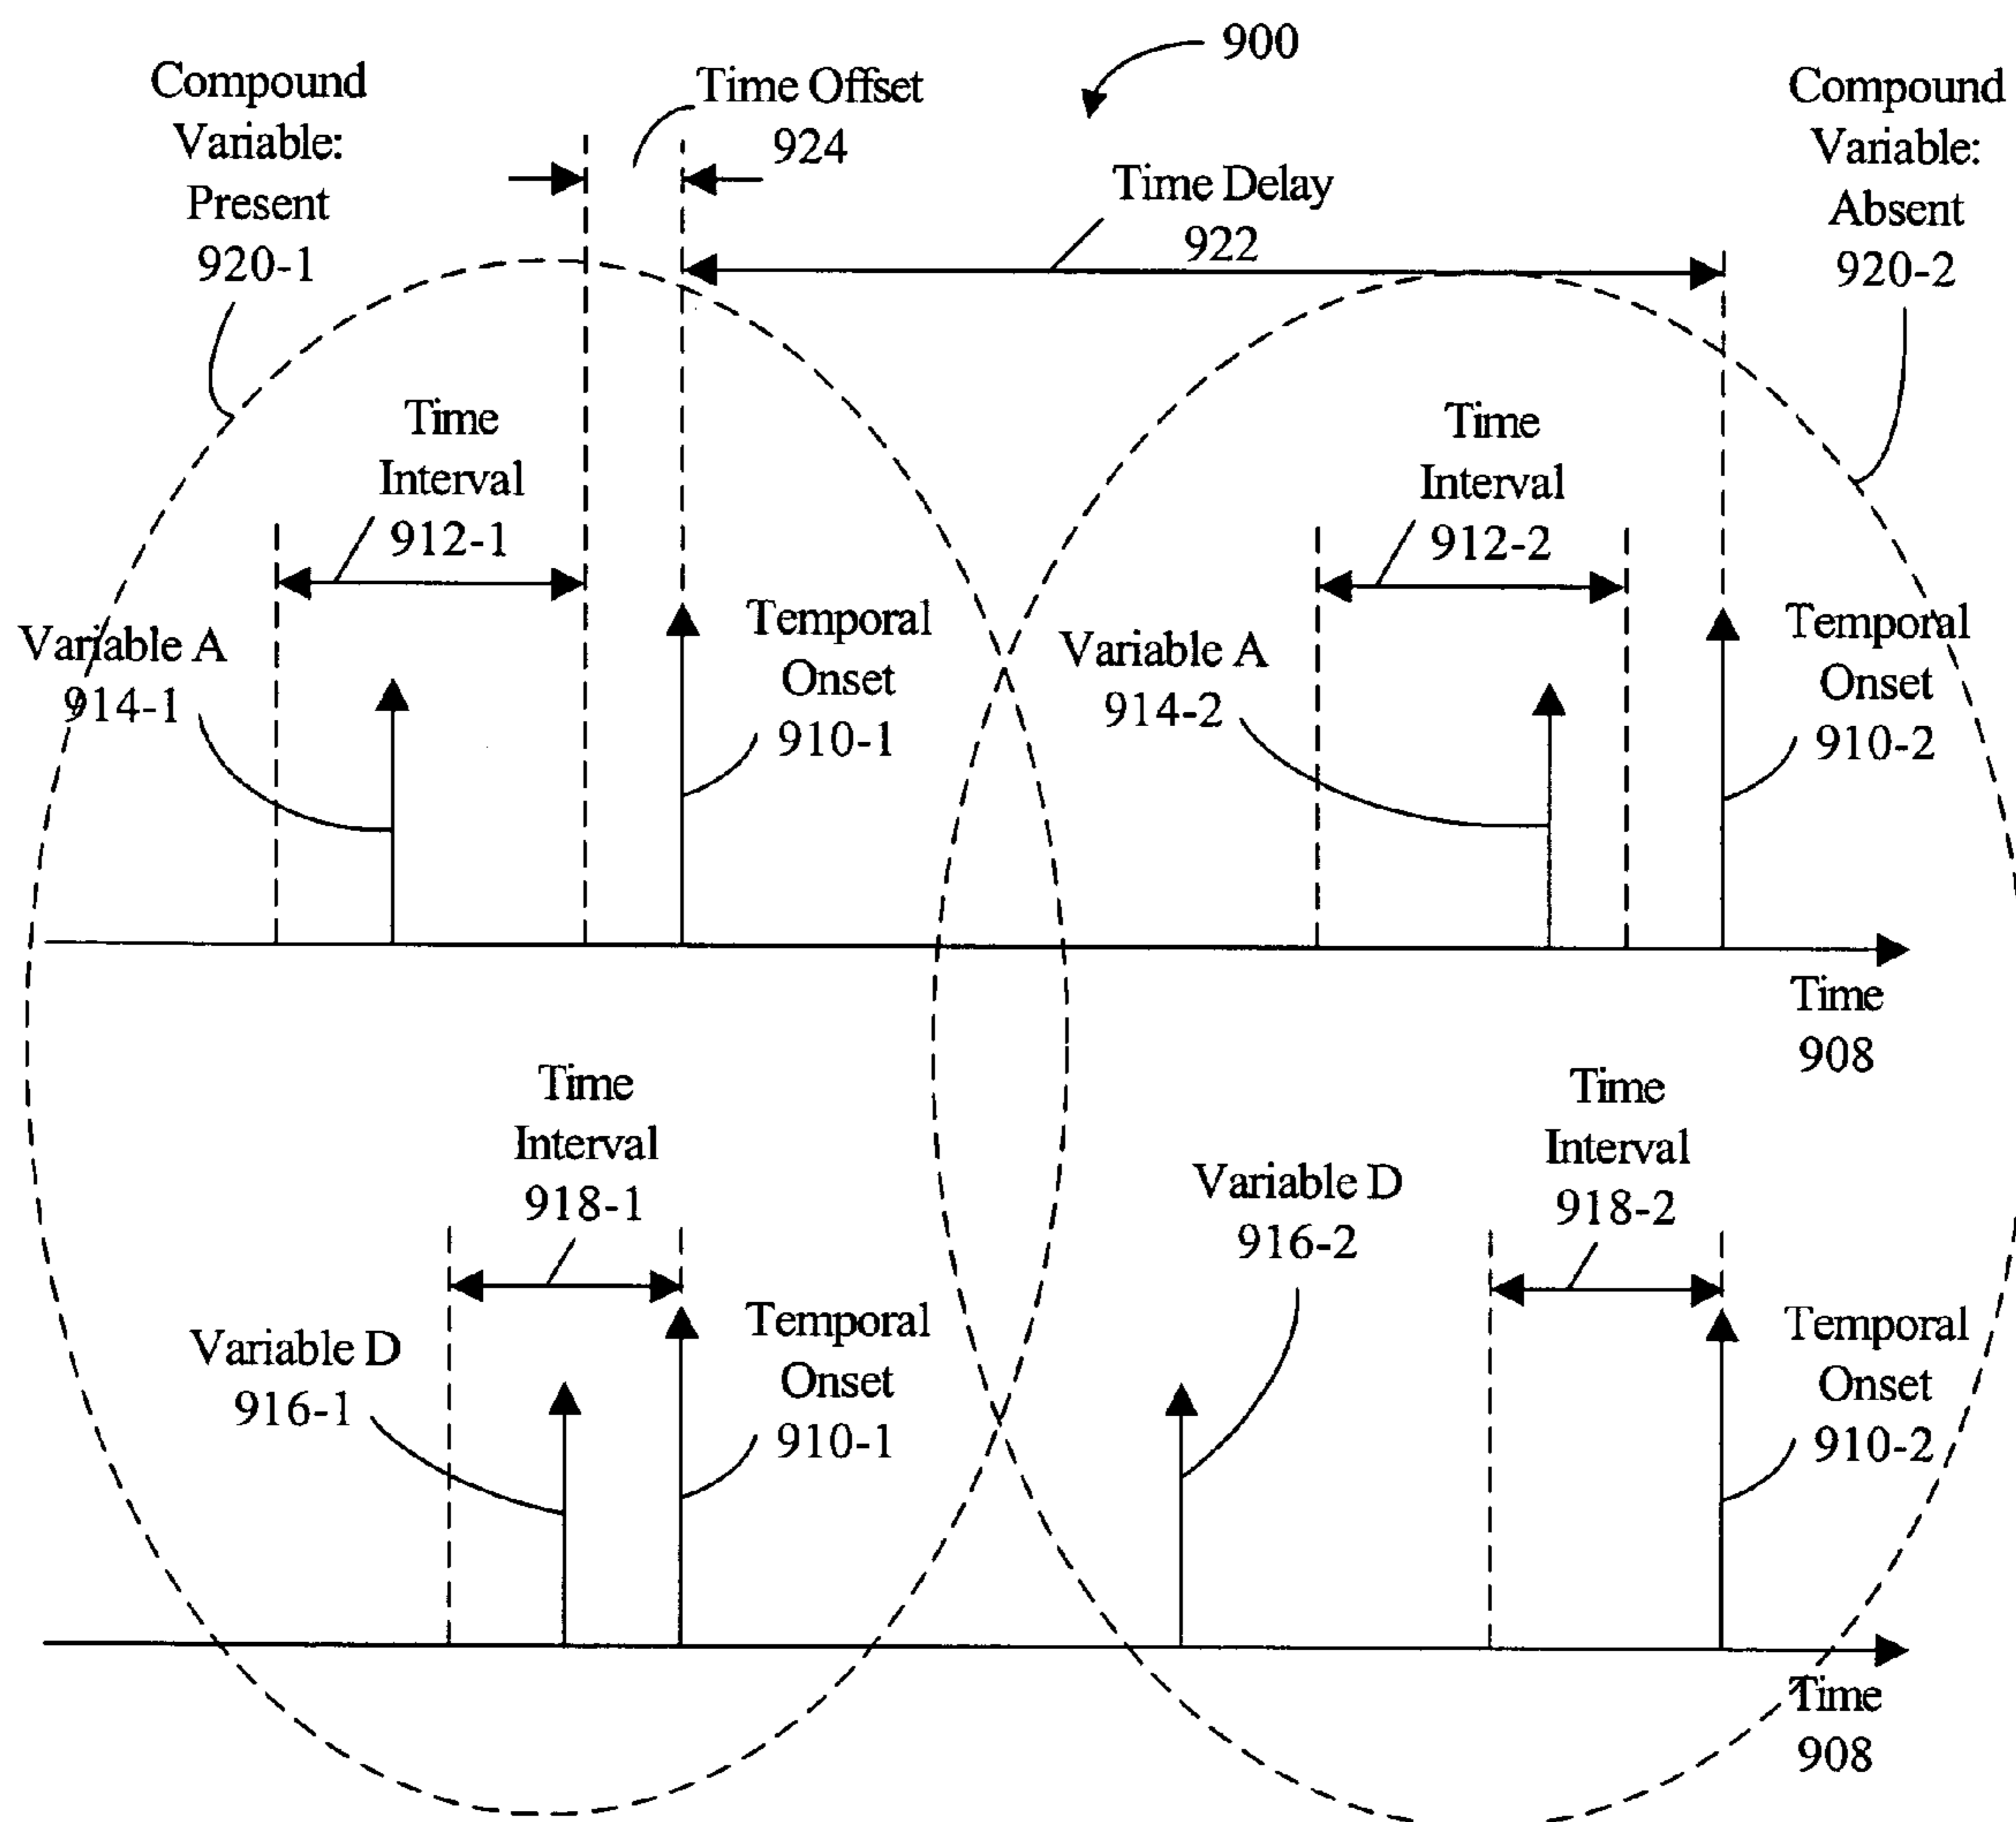 900
Compound
Variable:
Present
920-1
Time Offset
924
Time Delay
922
Compound
Variable:
Absent
920-2
Time
Interval
912-1
Time
Interval
912-2
Variable A
914-1
Temporal
Onset
910-1
Variable A
914-2
Temporal
Onset
910-2
Time
908
Time
Interval
918-1
Variable D
916-2
Time
Interval
918-2
Variable D
916-1
Temporal
Onset
910-1
Temporal
Onset
910-2
Time
908